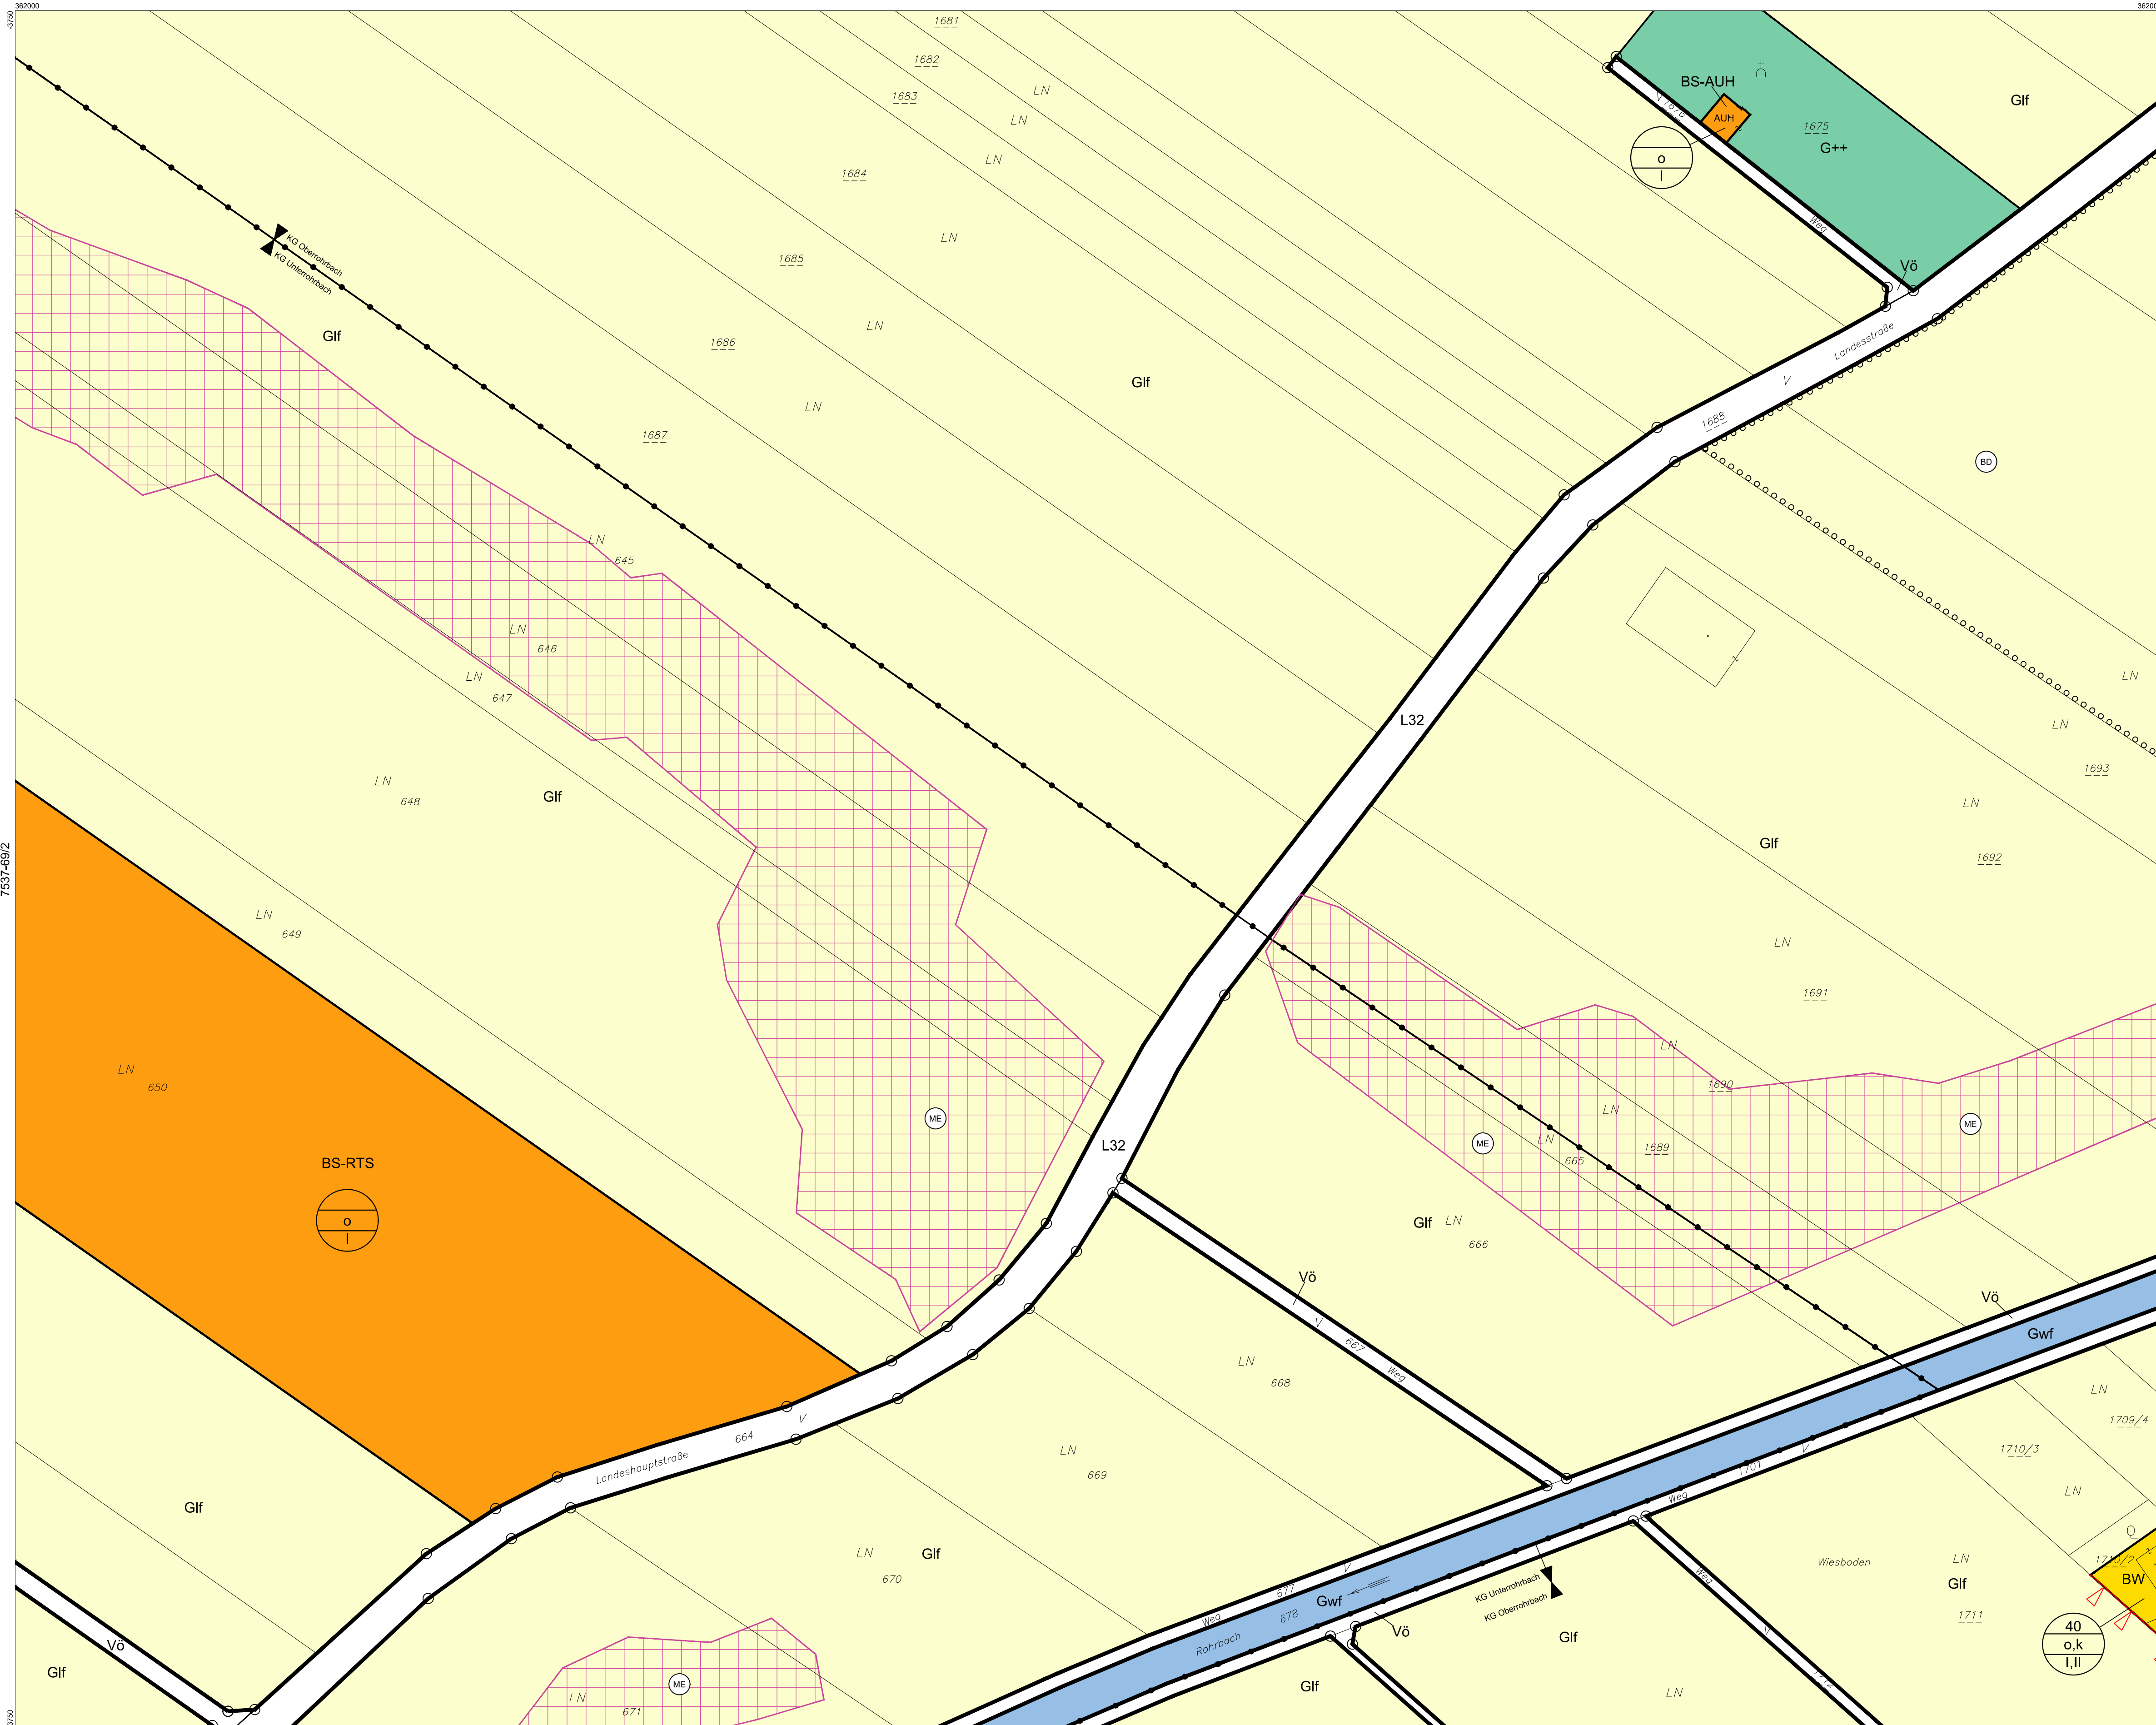 362000
-3750
1681
1682
LN
1683
LN
LN
1684
LN
1685
LN
1686
LN
1687
Glf
BS-AUH
AUH
1675
G++
Glf
o
I
Weg
Vö
Landesstraße
V
1688
BD
KG Oberrohrbach
KG Unterrohrbach
Glf
LN
645
LN
646
LN
647
LN
648
Glf
L32
LN
LN
1693
LN
1692
Glf
7537-69/2
LN
649
LN
1691
LN
650
LN
1690
LN
ME
ME
ME
LN
665
1689
L32
BS-RTS
o
I
Glf
LN
666
Vö
Vö
Gwf
V
667
Weg
LN
668
LN
1709/4
V
664
Landeshauptstraße
LN
669
1710/3
V
1701
Weg
LN
Glf
LN
670
Glf
Wiesboden
LN
Glf
Q
1710/2
BW
Weg
V
677
Weg
Gwf
678
Rohrbach
KG Unterrohrbach
KG Oberrohrbach
1711
Vö
Glf
V
40
o,k
I,II
Vö
Glf
ME
LN
671
Glf
LN
1712
3750